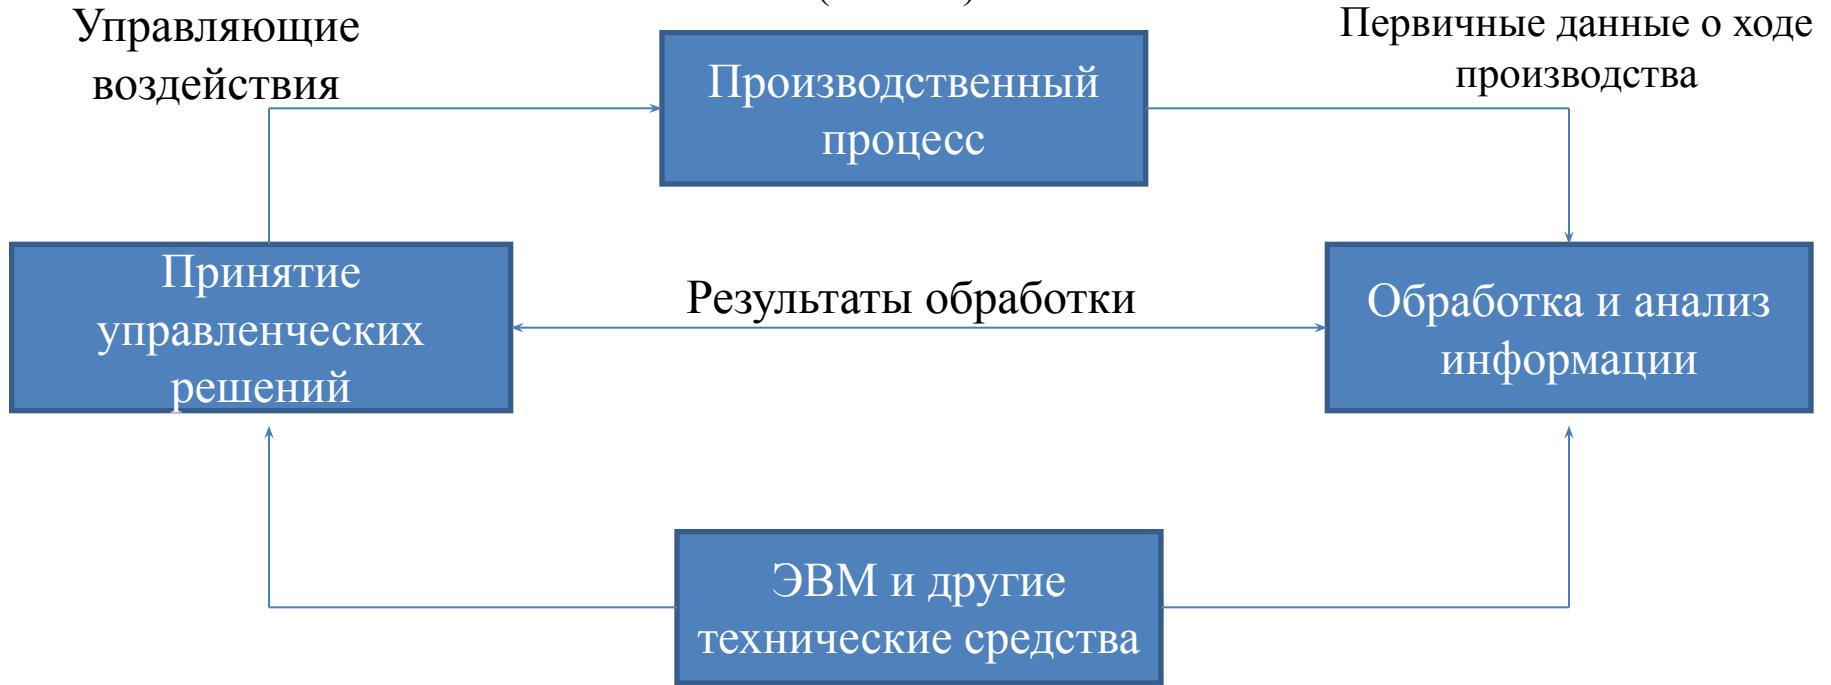 Управляющие
воздействия
Первичные данные о ходе
производства
Производственный
процесс
Принятие
управленческих
решений
Результаты обработки
Обработка и анализ
информации
ЭВМ и другие
технические средства